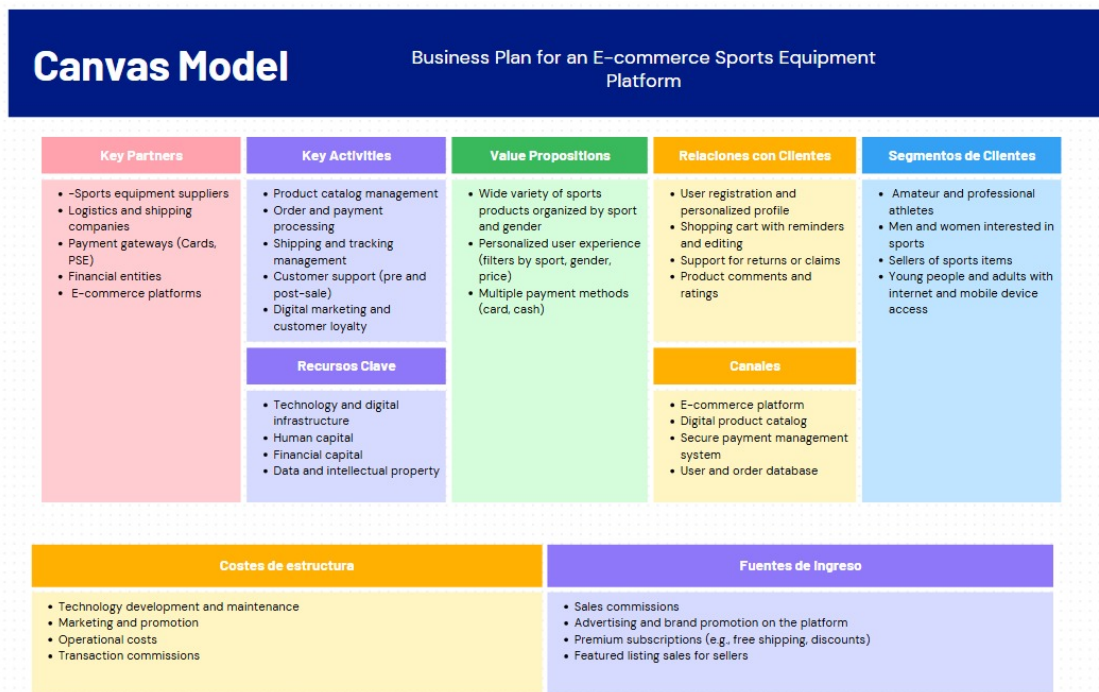 Canvas Model
Business Plan for an E-commerce Sports Equipment
Platform
Key Partners
• -Sports equipment suppliers
• Logistics and shipping
companies
• Payment gateways (Cards,
PSE)
• Financial entities
• E-commerce platforms
Key Activities
• Product catalog management
• Order and payment
processing
• Shipping and tracking
management
• Customer support (pre and
post-sale)
• Digital marketing and
customer loyalty
Recursos Clave
• Technology and digital
infrastructure
• Human capital
• Financial capital
• Data and intellectual property
Value Propositions
• Wide variety of sports
products organized by sport
and gender
• Personalized user experience
(filters by sport, gender,
price)
• Multiple payment methods
(card, cash)
Relaciones con Clientes
• User registration and
personalized profile
• Shopping cart with reminders
and editing
• Support for returns or claims
• Product comments and
ratings
Canales
• E-commerce platform
• Digital product catalog
• Secure payment management
system
• User and order database
Segmentos de Clientes
• Amateur and professional
athletes
• Men and women interested in
sports
• Sellers of sports items
• Young people and adults with
internet and mobile device
access
Costes de estructura
• Technology development and maintenance
• Marketing and promotion
• Operational costs
• Transaction commissions
Fuentes de Ingreso
• Sales commissions
• Advertising and brand promotion on the platform
• Premium subscriptions (e.g., free shipping, discounts)
• Featured listing sales for sellers